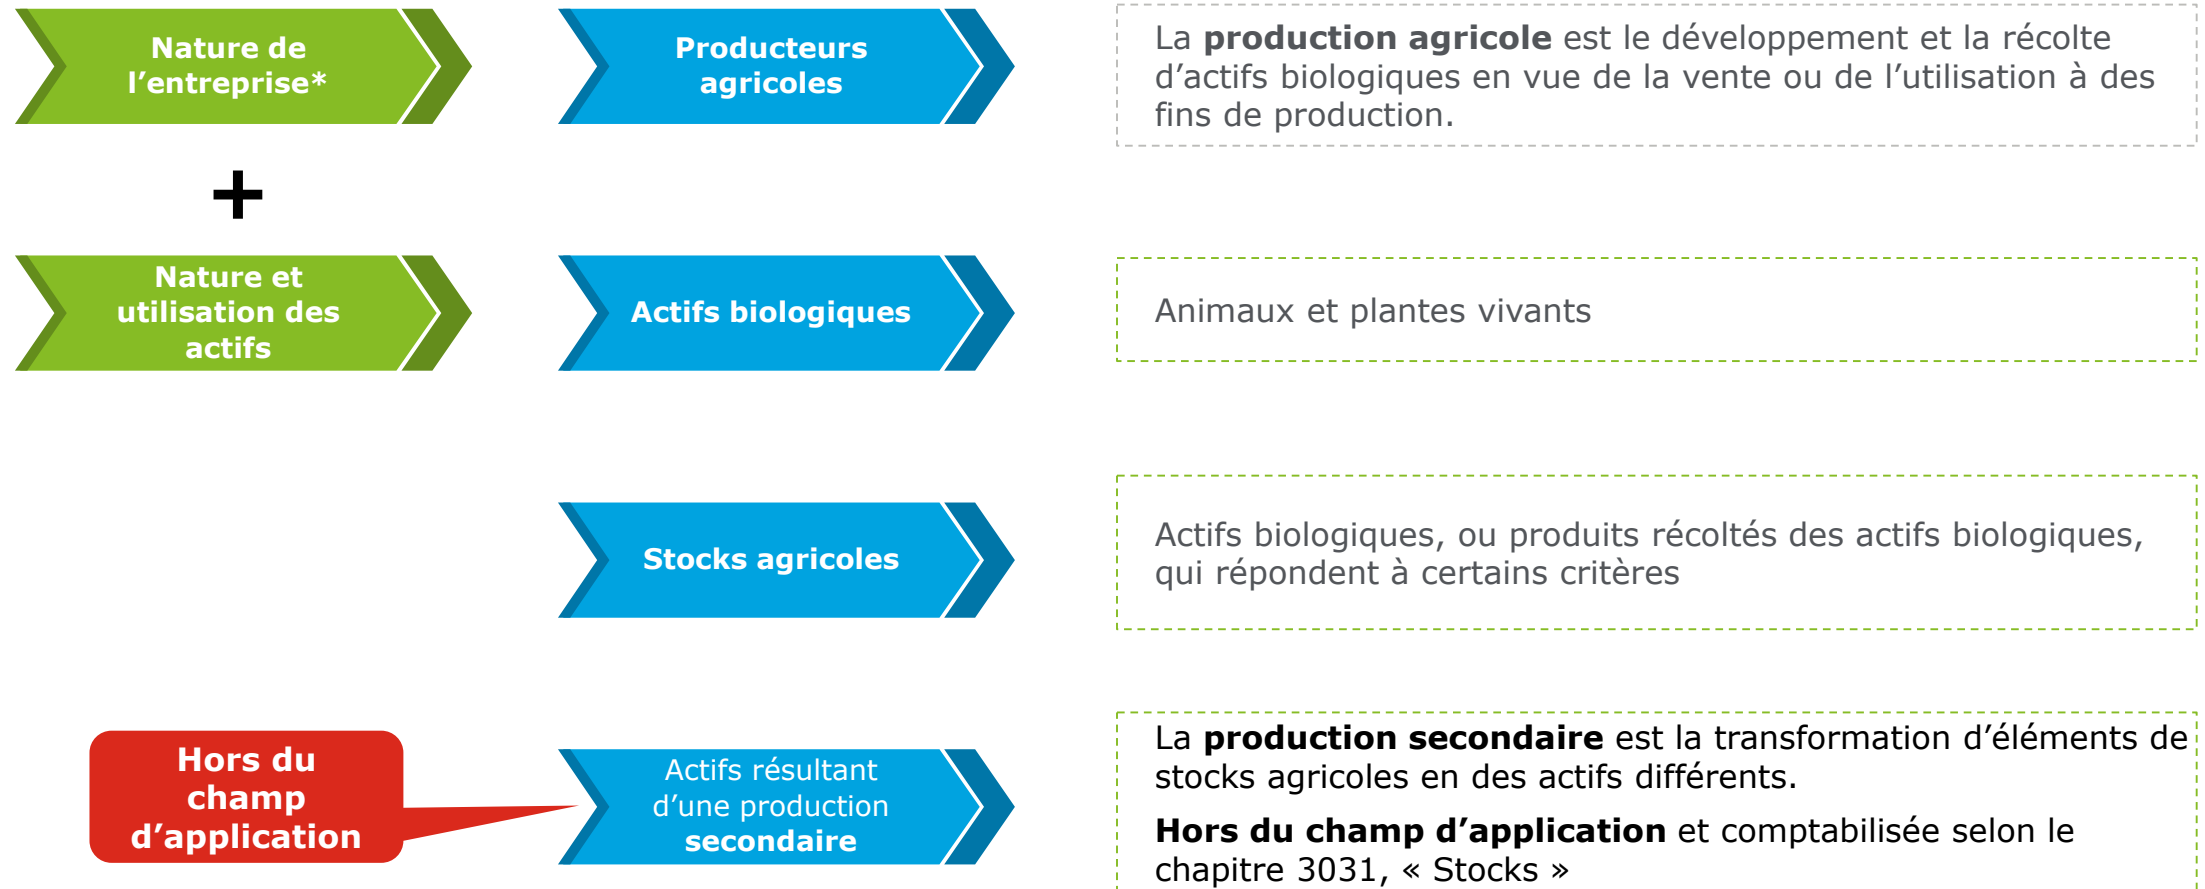 Nature de
l’entreprise*
Producteurs
agricoles
La production agricole est le développement et la récolte
d’actifs biologiques en vue de la vente ou de l’utilisation à des
fins de production.
+
Nature et
utilisation des
actifs
Actifs biologiques
Animaux et plantes vivants
Stocks agricoles
Actifs biologiques, ou produits récoltés des actifs biologiques,
qui répondent à certains critères
Hors du
champ
d’application
Actifs résultant
d’une production
secondaire
La production secondaire est la transformation d’éléments de
stocks agricoles en des actifs différents.
Hors du champ d’application et comptabilisée selon le
chapitre 3031, « Stocks »